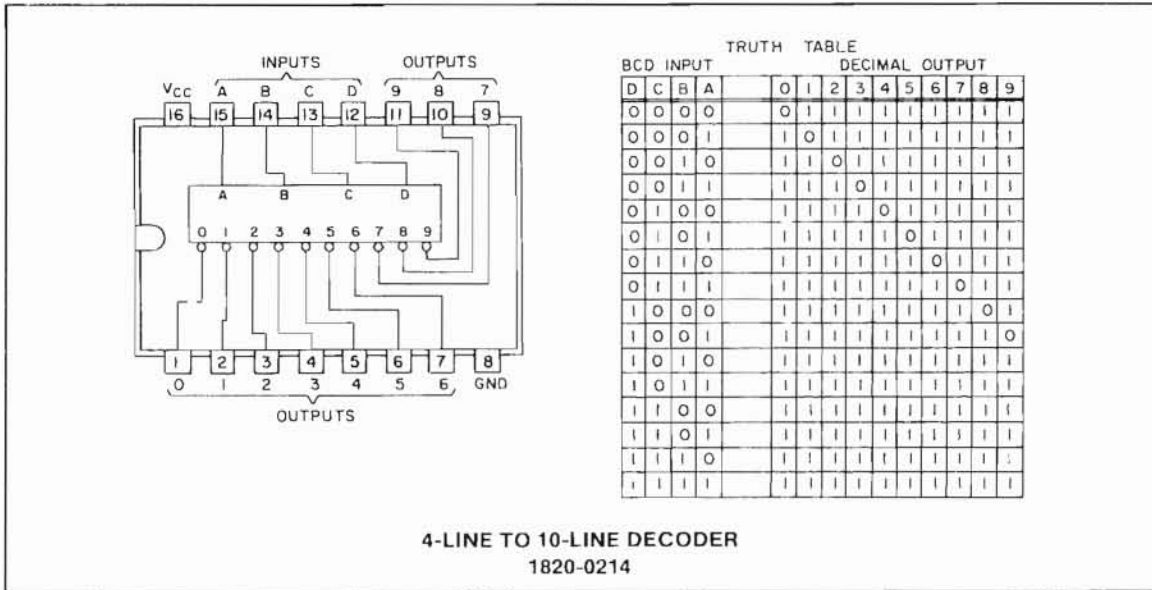 INPUTS OUTPUTS
VCC A B C D 9 8 7
16 15 14 13 12 11 10 9
A B C D
0 1 2 3 4 5 6 7 8 9
1 2 3 4 5 6 7 8
0 1 2 3 4 5 6 GND
OUTPUTS
TRUTH TABLE
BCD INPUT DECIMAL OUTPUT
D C B A 0 1 2 3 4 5 6 7 8 9
0 0 0 0 0 1 1 1 1 1 1 1 1 1
0 0 0 1 1 0 1 1 1 1 1 1 1 1
0 0 1 0 1 1 0 1 1 1 1 1 1 1
0 0 1 1 1 1 1 0 1 1 1 1 1 1
0 1 0 0 1 1 1 1 0 1 1 1 1 1
0 1 0 1 1 1 1 1 1 0 1 1 1 1
0 1 1 0 1 1 1 1 1 1 0 1 1 1
0 1 1 1 1 1 1 1 1 1 1 0 1 1
1 0 0 0 1 1 1 1 1 1 1 1 0 1
1 0 0 1 1 1 1 1 1 1 1 1 1 0
1 0 1 0 1 1 1 1 1 1 1 1 1 1
1 0 1 1 1 1 1 1 1 1 1 1 1 1
1 1 0 0 1 1 1 1 1 1 1 1 1 1
1 1 0 1 1 1 1 1 1 1 1 1 1 1
1 1 1 0 1 1 1 1 1 1 1 1 1 1
1 1 1 1 1 1 1 1 1 1 1 1 1 1
4-LINE TO 10-LINE DECODER
1820-0214